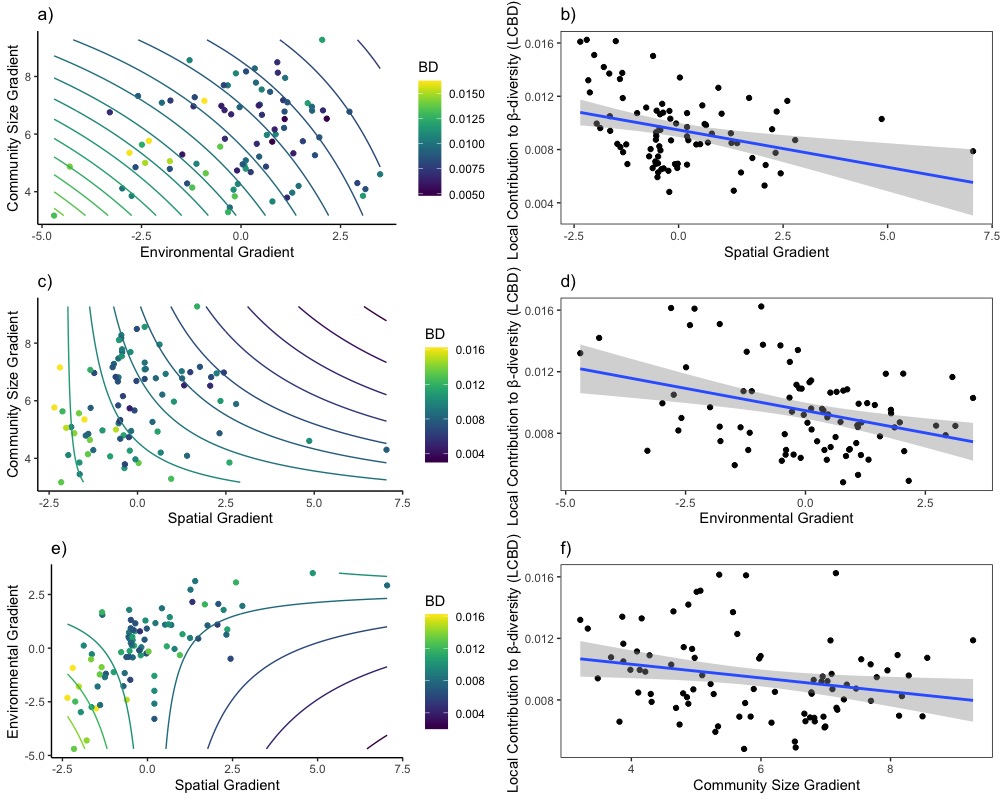 a)
Community Size Gradient
8
6
4
-5.0 -2.5 0.0 2.5
Environmental Gradient
BD
0.0150
0.0125
0.0100
0.0075
0.0050
b)
Local Contribution to β-diversity (LCBD)
0.016
0.012
0.008
0.004
-2.5 0.0 2.5 5.0 7.5
Spatial Gradient
c)
Community Size Gradient
8
6
4
-2.5 0.0 2.5 5.0 7.5
Spatial Gradient
BD
0.016
0.012
0.008
0.004
d)
Local Contribution to β-diversity (LCBD)
0.016
0.012
0.008
-5.0 -2.5 0.0 2.5
Environmental Gradient
e)
Environmental Gradient
2.5
0.0
-2.5
-5.0
-2.5 0.0 2.5 5.0 7.5
Spatial Gradient
BD
0.016
0.012
0.008
0.004
f)
Local Contribution to β-diversity (LCBD)
0.016
0.012
0.008
4 6 8
Community Size Gradient